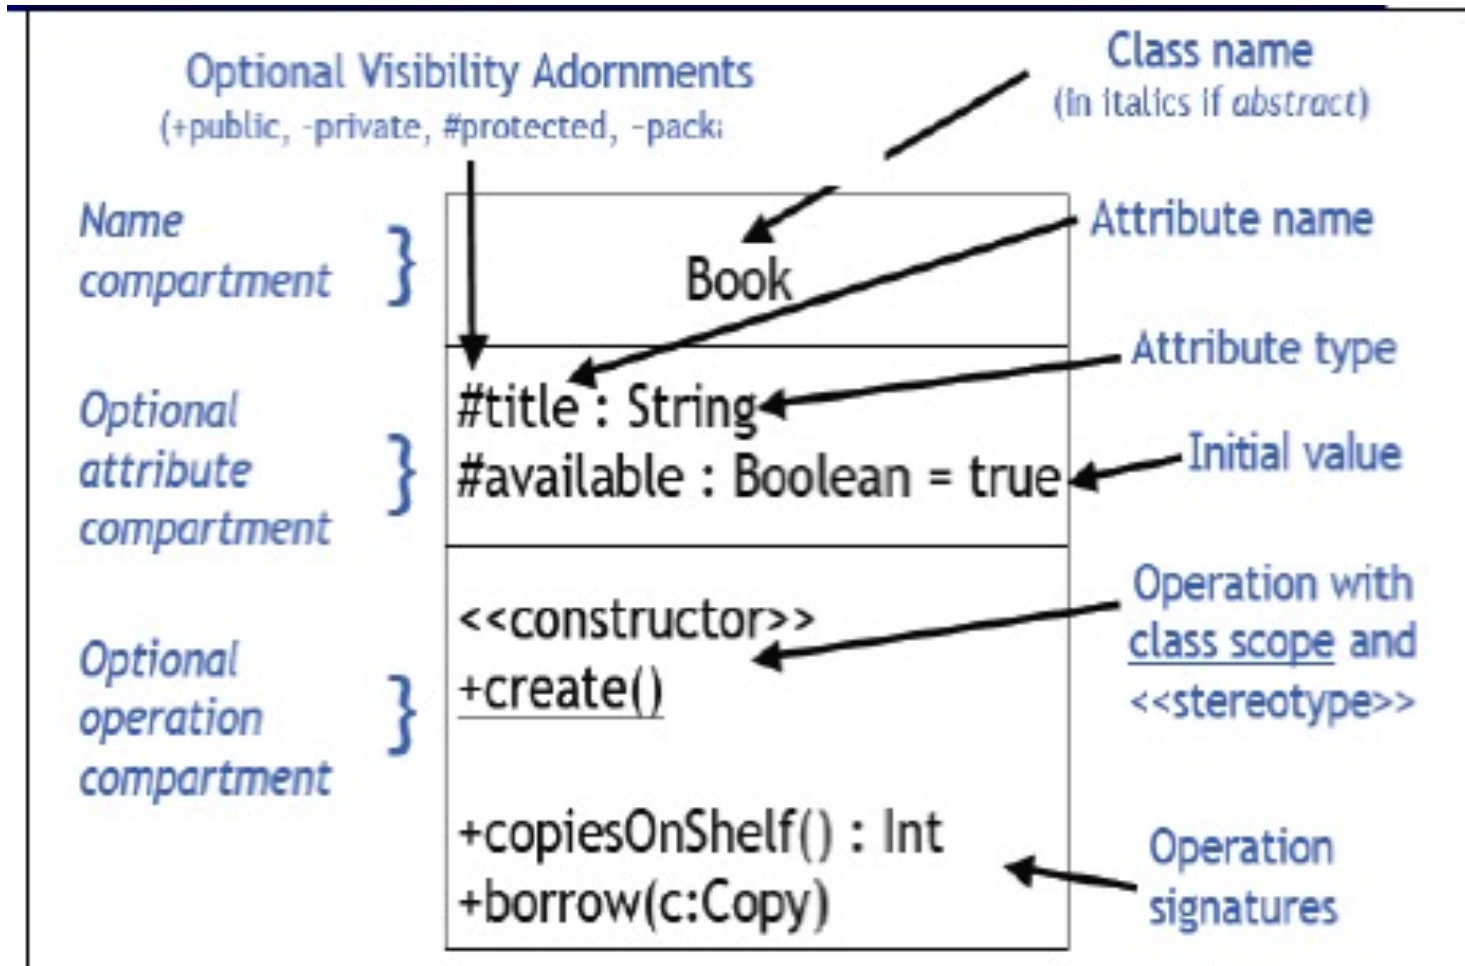 Optional Visibility Adornments
(+public, -private, #protected, ~pack
Class name
(in italics if abstract)
Name
compartment
Book
Attribute name
Attribute type
Optional
attribute
compartment
#title : String
#available : Boolean = true
Initial value
Optional
operation
compartment
<<constructor>>
+create()
+copiesOnShelf() : Int
+borrow(c:Copy)
Operation with
class scope and
<<stereotype>>
Operation
signatures